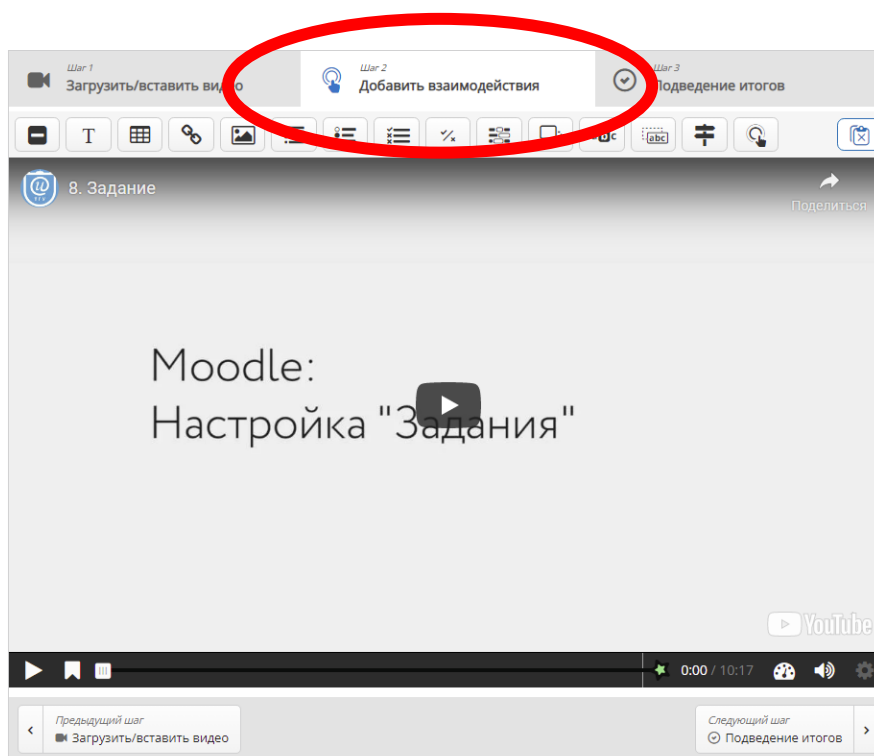 Шаг 1
Загрузить/вставить видео
Шаг 2
Добавить взаимодействия
Шаг 3
Подведение итогов
T
abc
8. Задание
Поделиться
Moodle:
Настройка "Задания"
YouTube
0:00 / 10:17
Предыдущий шаг
Загрузить/вставить видео
Следующий шаг
Подведение итогов